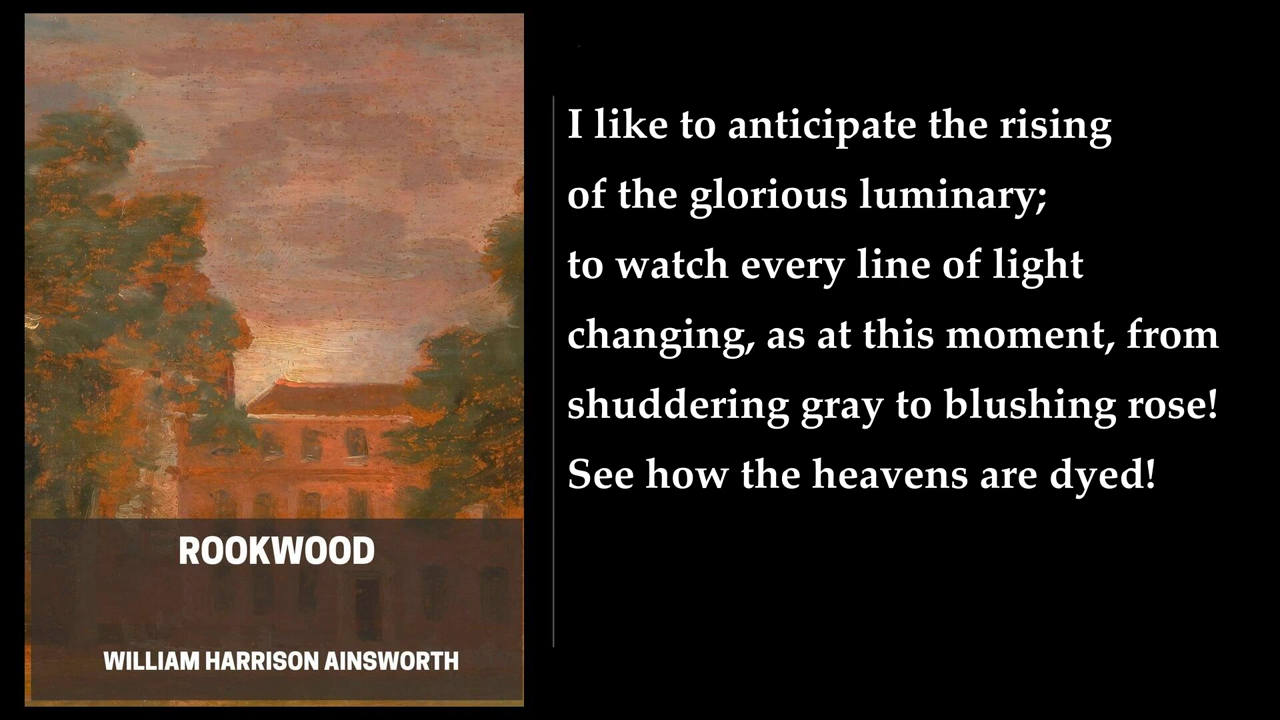 ROOKWOOD
WILLIAM HARRISON AINSWORTH
I like to anticipate the rising
of the glorious luminary;
to watch every line of light
changing, as at this moment, from
shuddering gray to blushing rose!
See how the heavens are dyed!